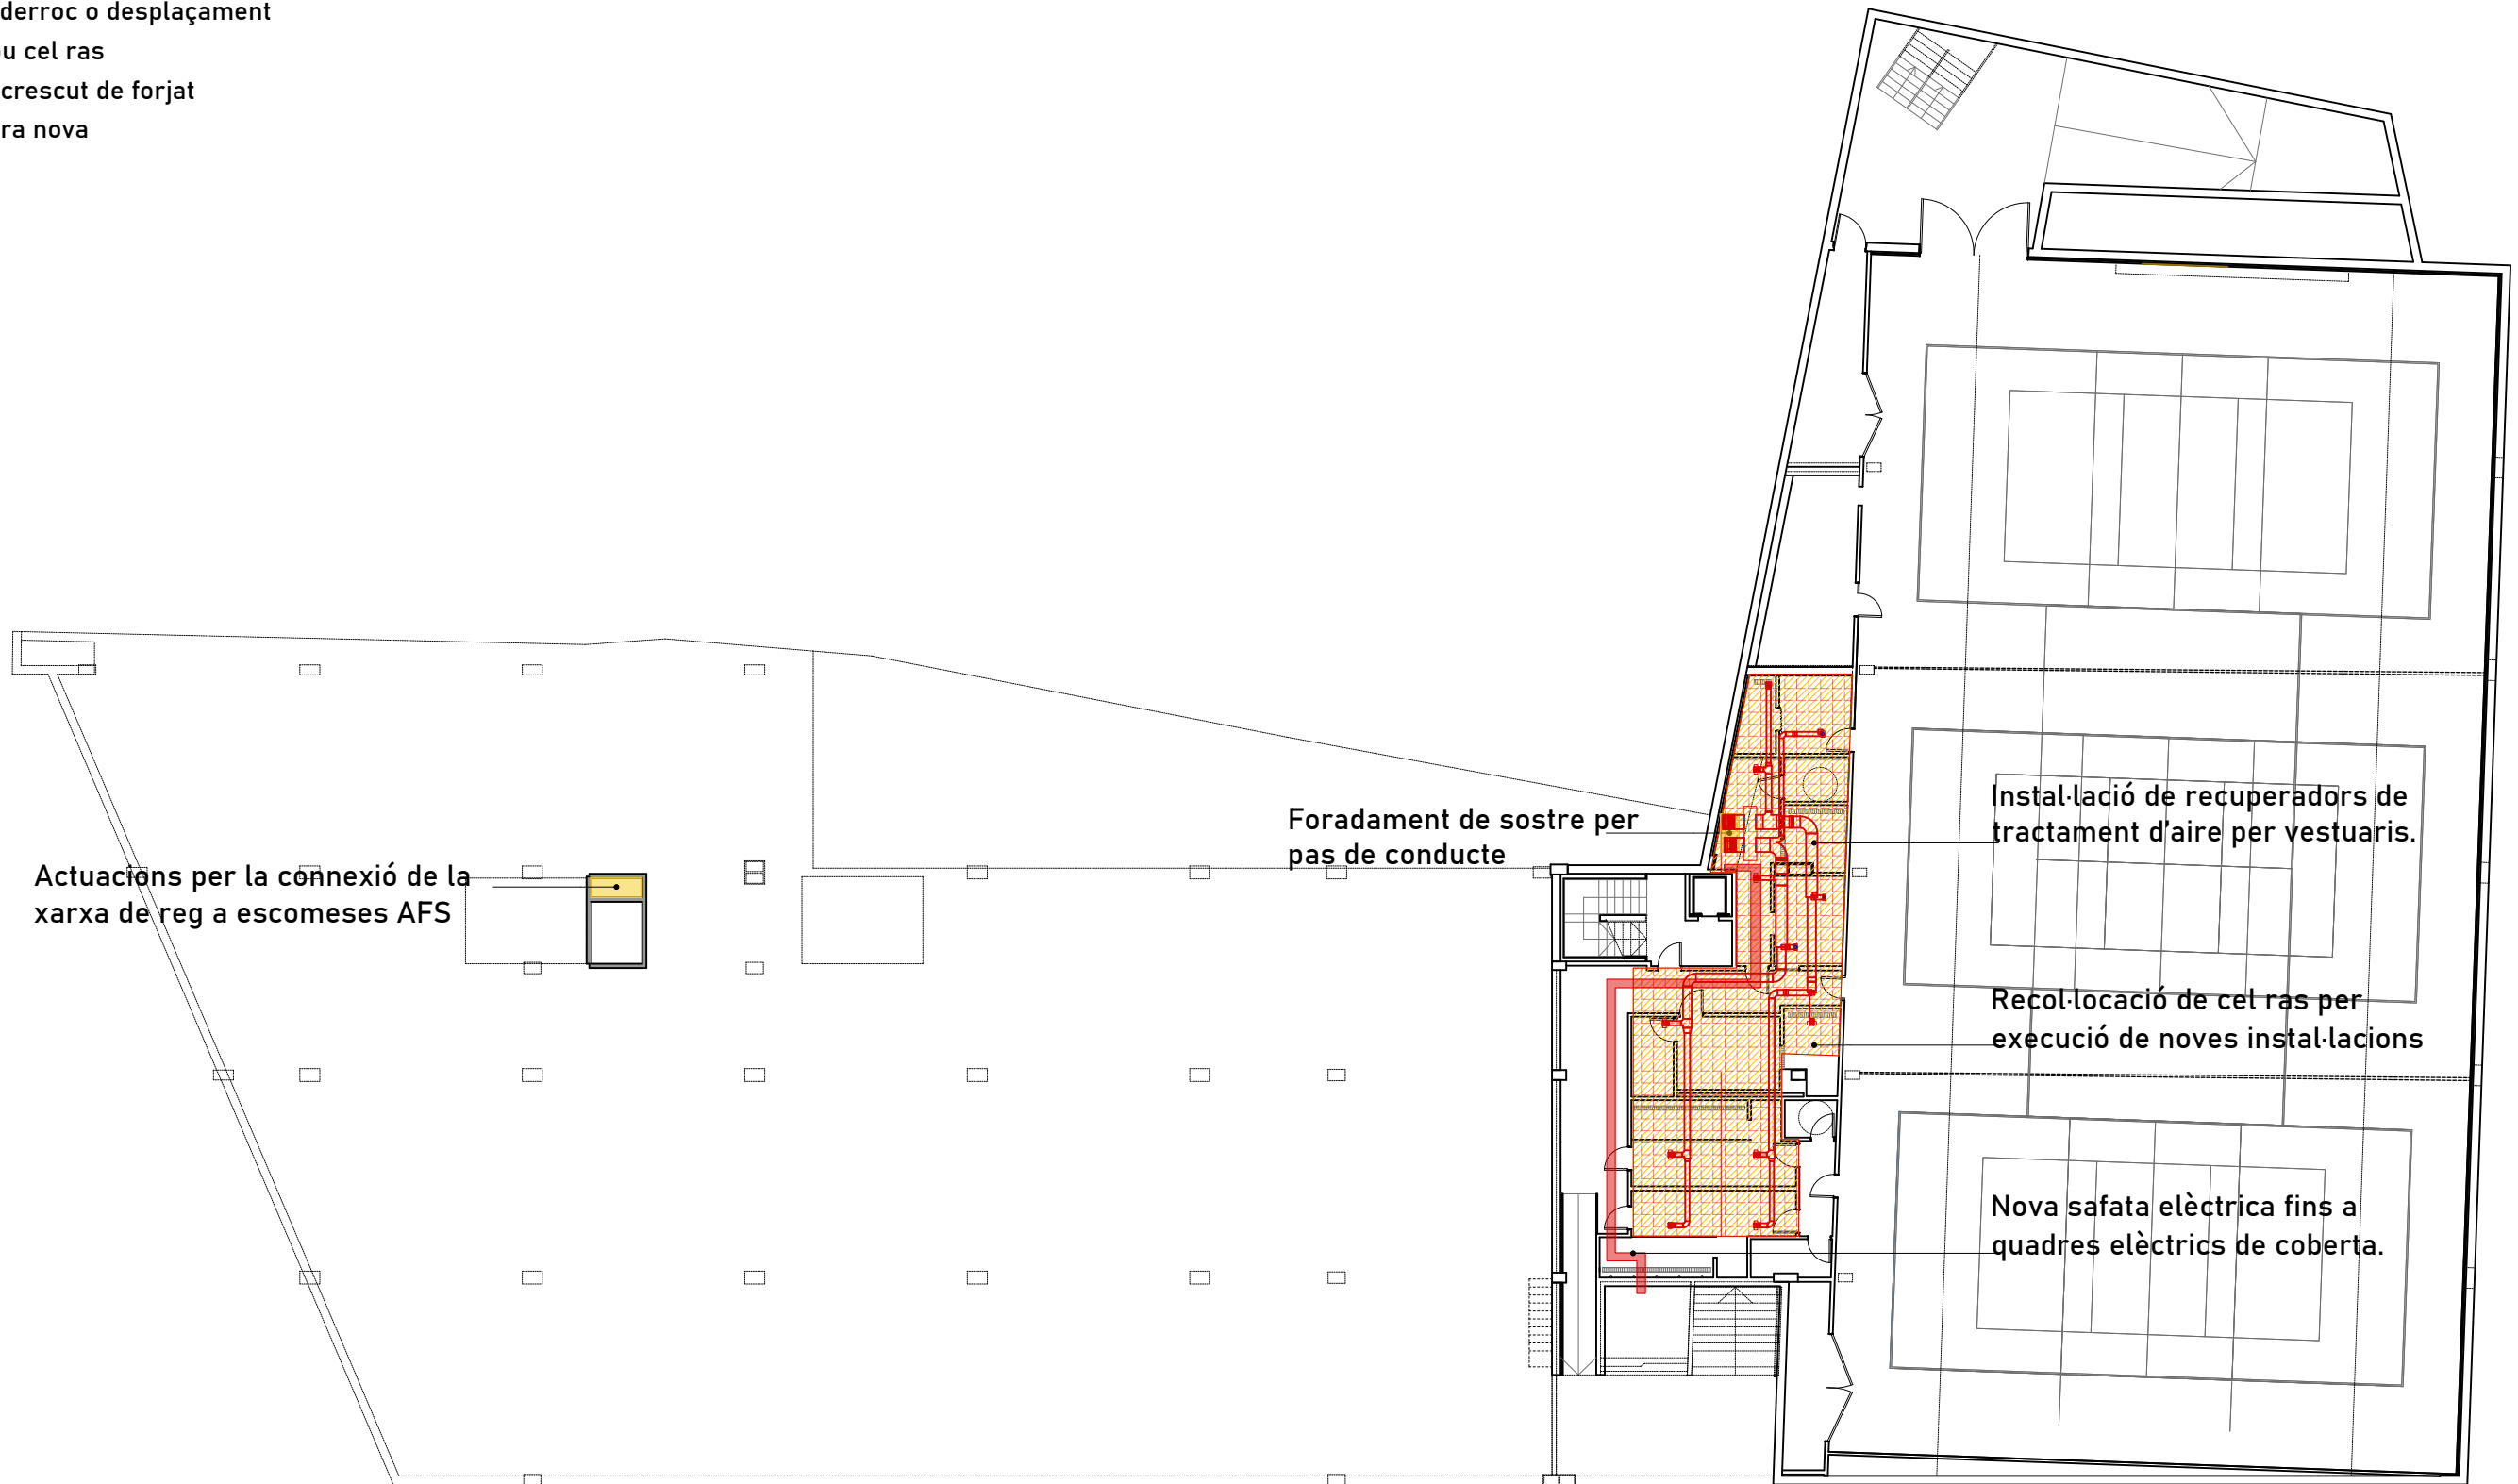 derroc o desplaçament
u cel ras
crescut de forjat
ra nova
Foradament de sostre per
pas de conducte
Instal·lació de recuperadors de
tractament d'aire per vestuaris.
Actuacions per la connexió de la
xarxa de reg a escomeses AFS
Recol·locació de cel ras per
execució de noves instal·lacions
Nova safata elèctrica fins a
quadres elèctrics de coberta.